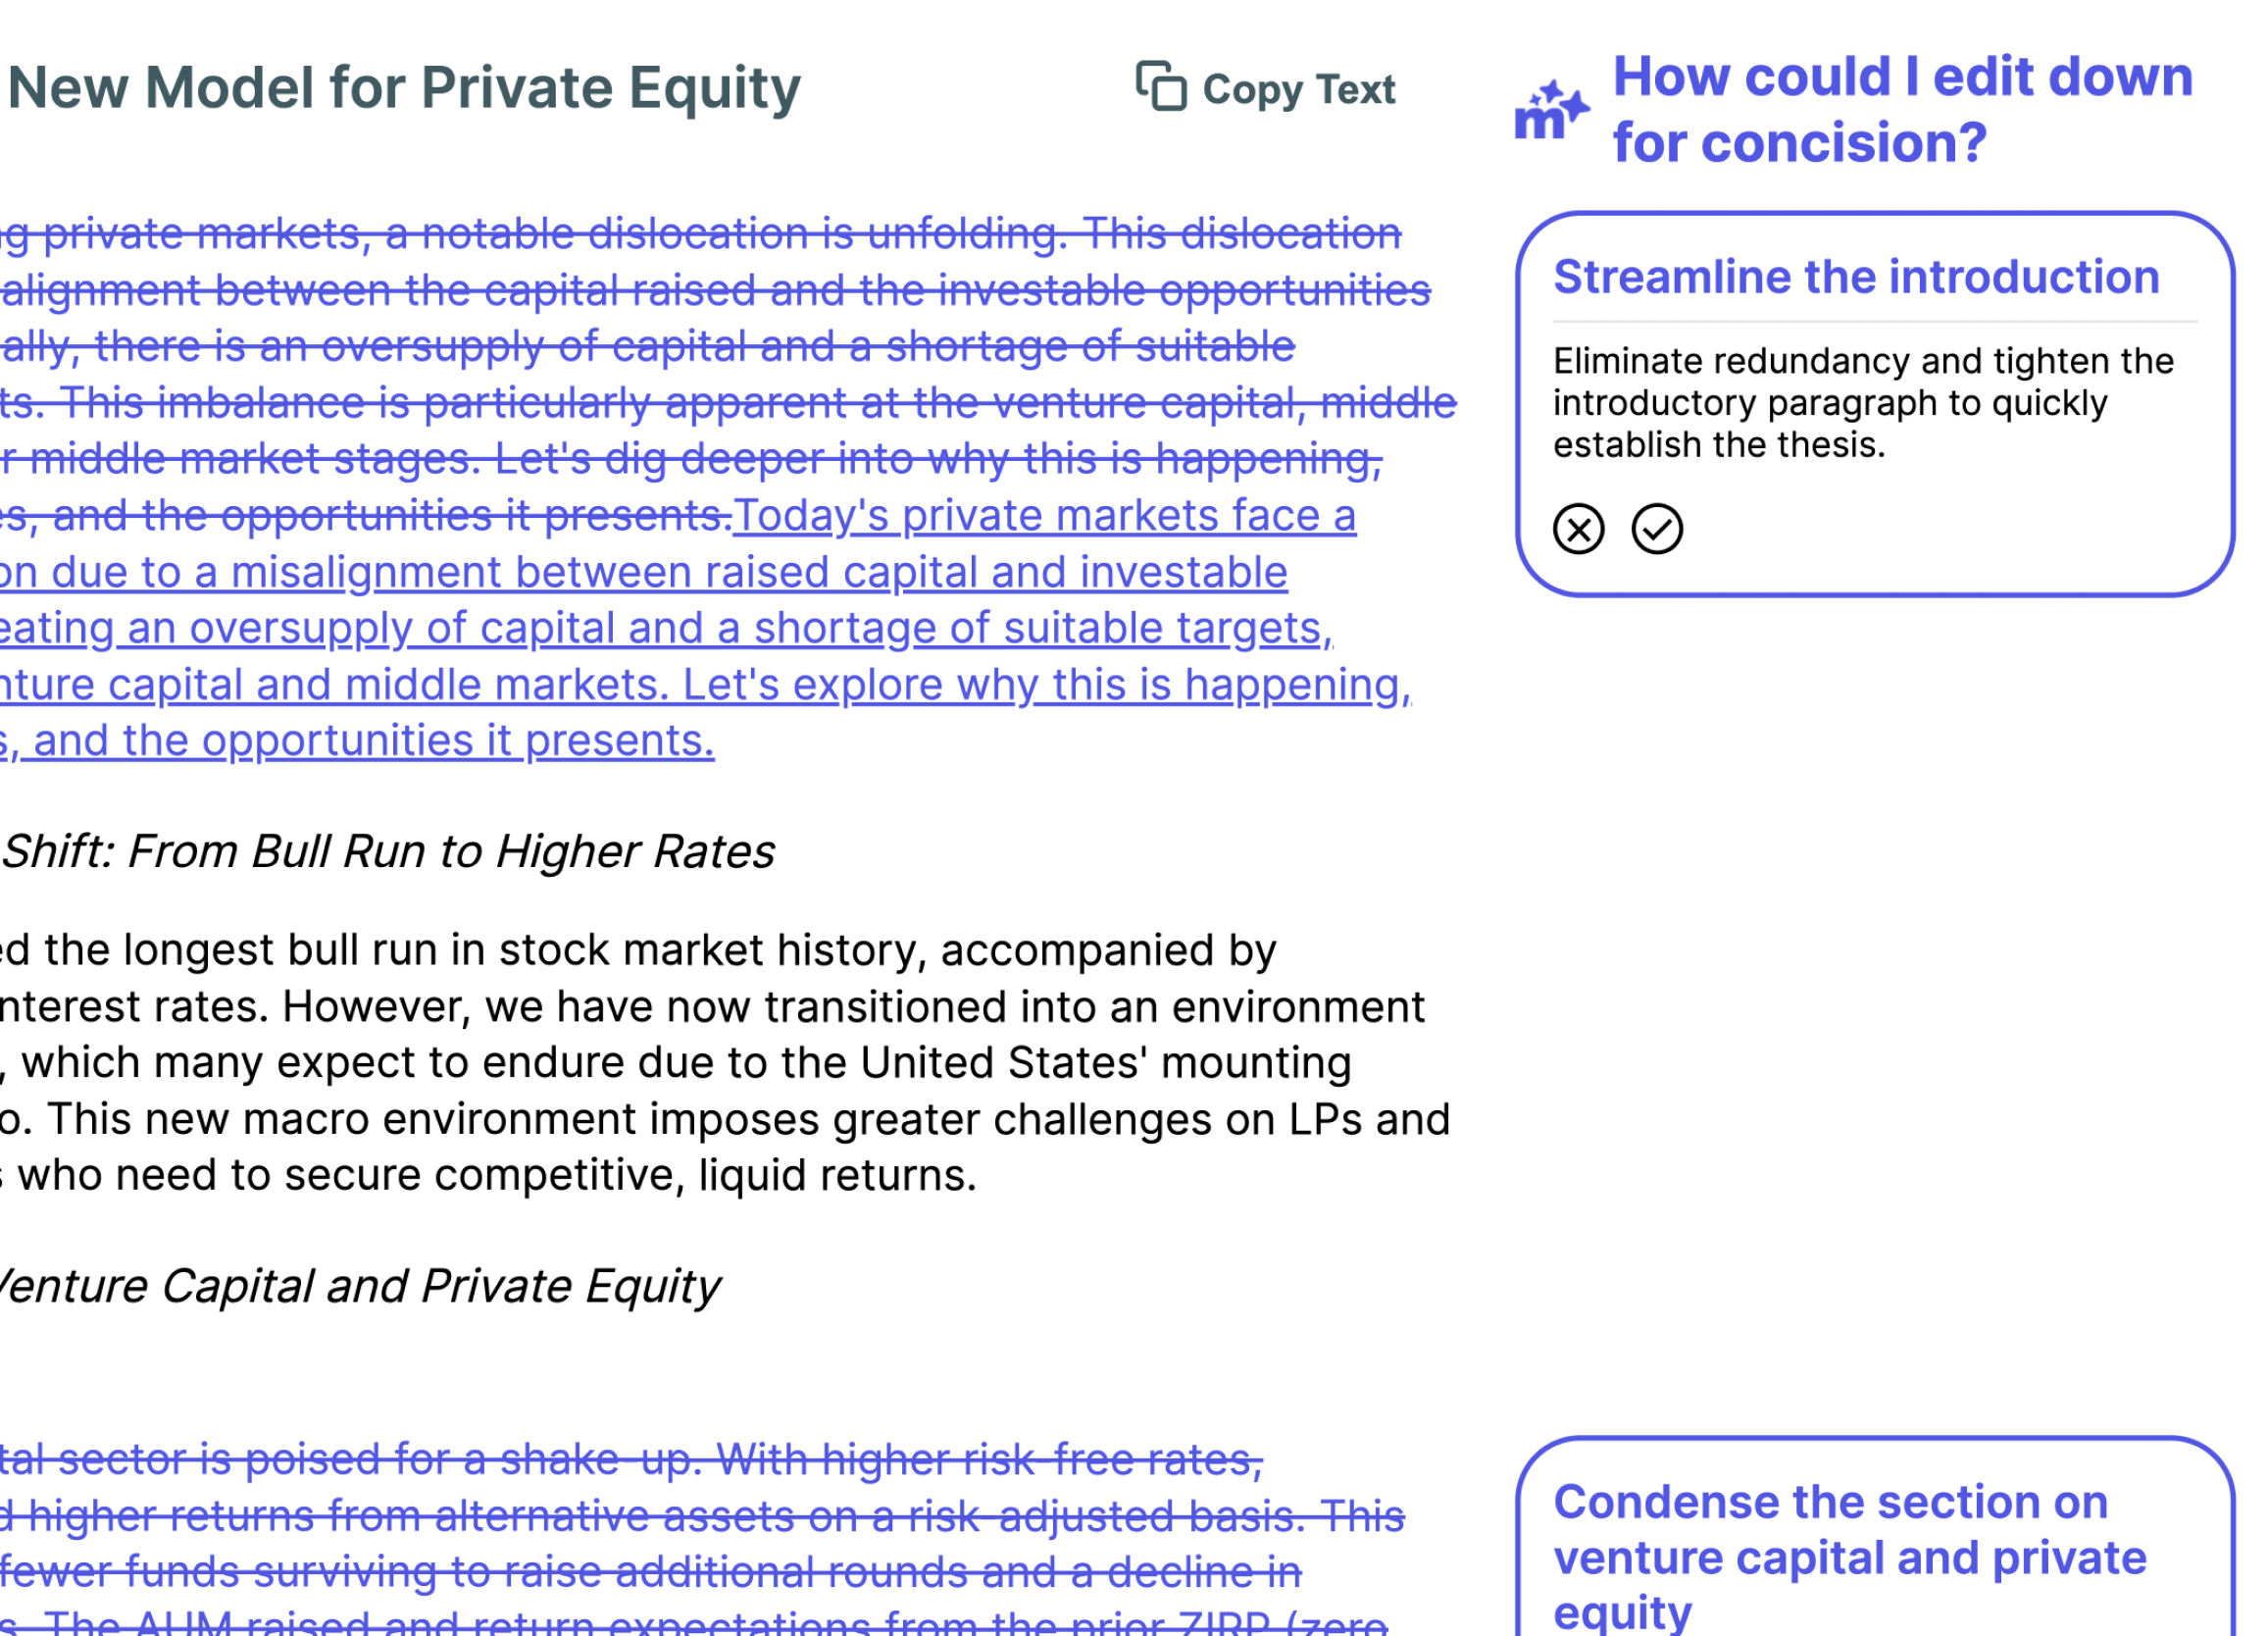 New Model for Private Equity
Copy Text
private markets, a notable dislocation is unfolding. This dislocation
alignment between the capital raised and the investable opportunities
ally, there is an oversupply of capital and a shortage of suitable
ts. This imbalance is particularly apparent at the venture capital, middle
r middle market stages. Let's dig deeper into why this is happening,
s, and the opportunities it presents.Today's private markets face a
on due to a misalignment between raised capital and investable
eating an oversupply of capital and a shortage of suitable targets,
nture capital and middle markets. Let's explore why this is happening,
s, and the opportunities it presents.
Shift: From Bull Run to Higher Rates
ed the longest bull run in stock market history, accompanied by
nterest rates. However, we have now transitioned into an environment
, which many expect to endure due to the United States' mounting
o. This new macro environment imposes greater challenges on LPs and
s who need to secure competitive, liquid returns.
Venture Capital and Private Equity
tal sector is poised for a shake-up. With higher risk-free rates,
d higher returns from alternative assets on a risk-adjusted basis. This
fewer funds surviving to raise additional rounds and a decline in
s. The AUM raised and return expectations from the prior ZIRP (zero
m
How could I edit down
for concision?
Streamline the introduction
Eliminate redundancy and tighten the
introductory paragraph to quickly
establish the thesis.
Condense the section on
venture capital and private
equity